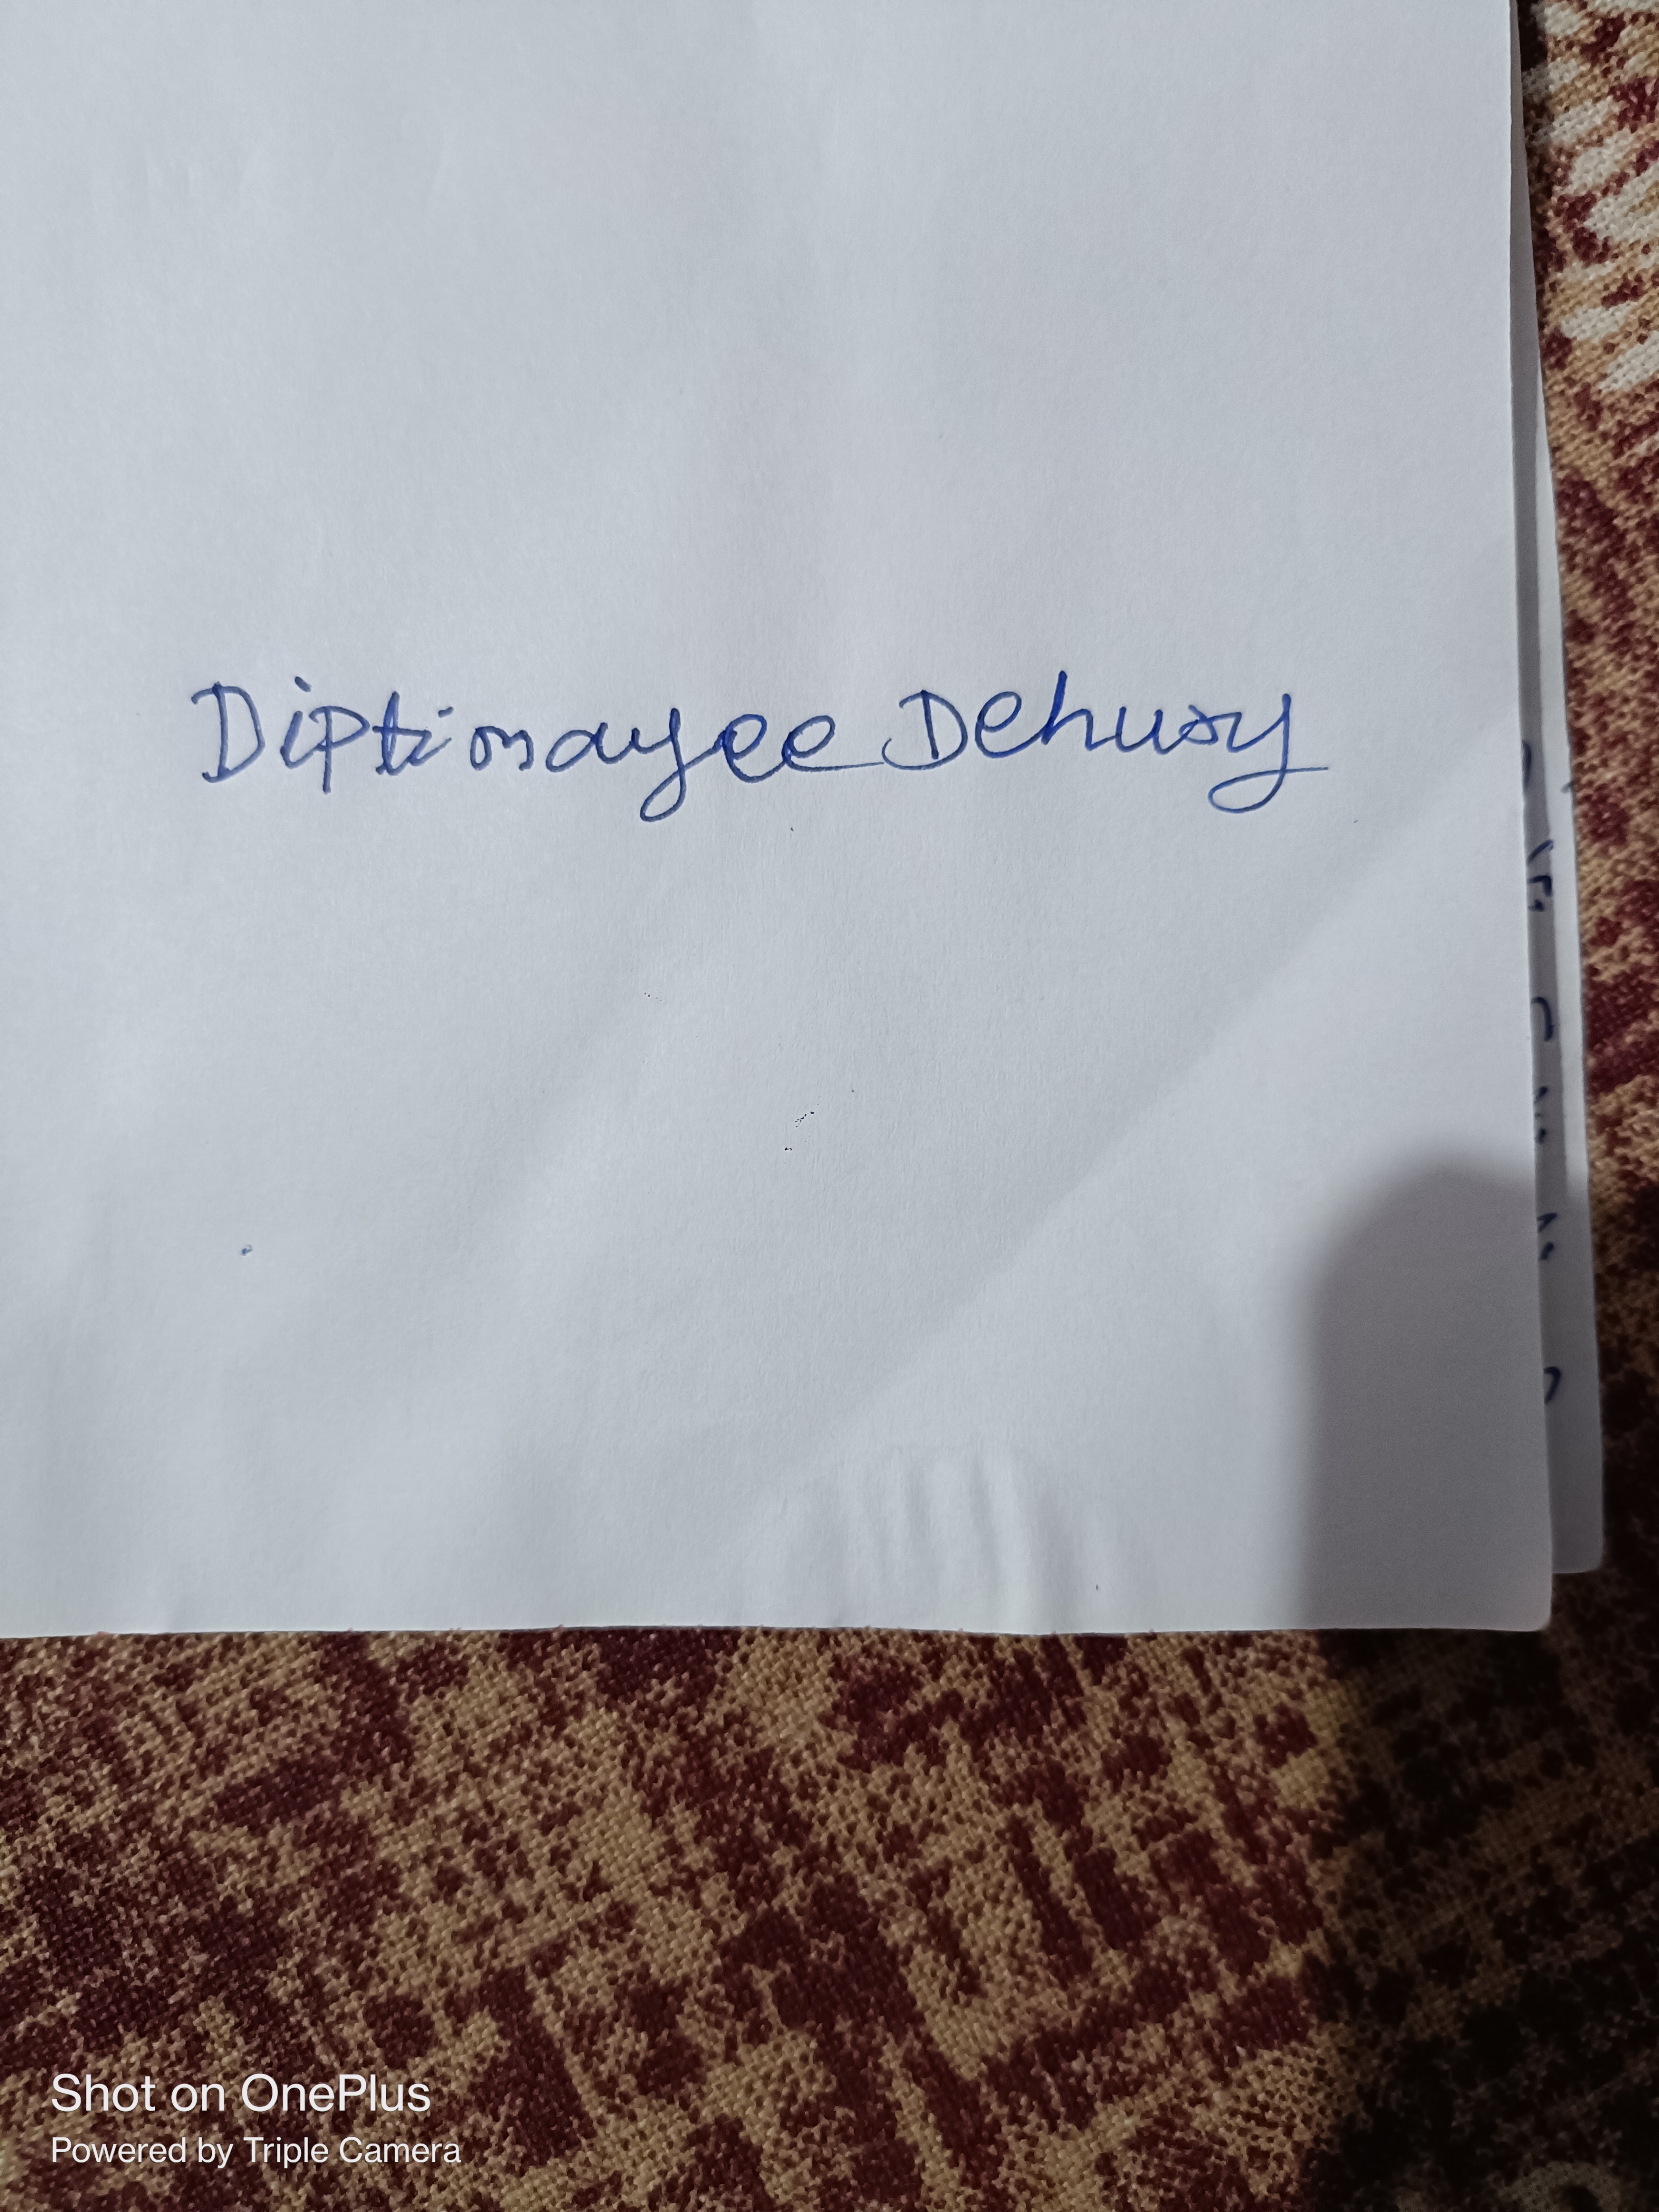 Diptimayee Dehury
Shot on OnePlus
Powered by Triple Camera